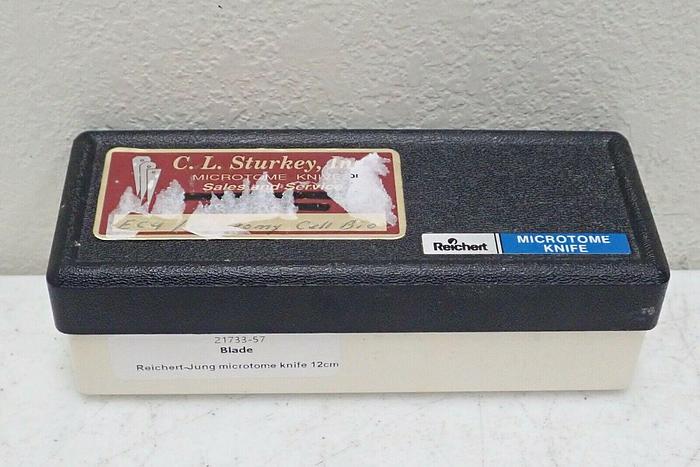 C. L. Sturkey, Inc
MICROTOME KNIVES
Sales and Service
Cell Bio
Reichert
MICROTOME
KNIFE
21733-57
Blade
Reichert-Jung microtome knife 12cm